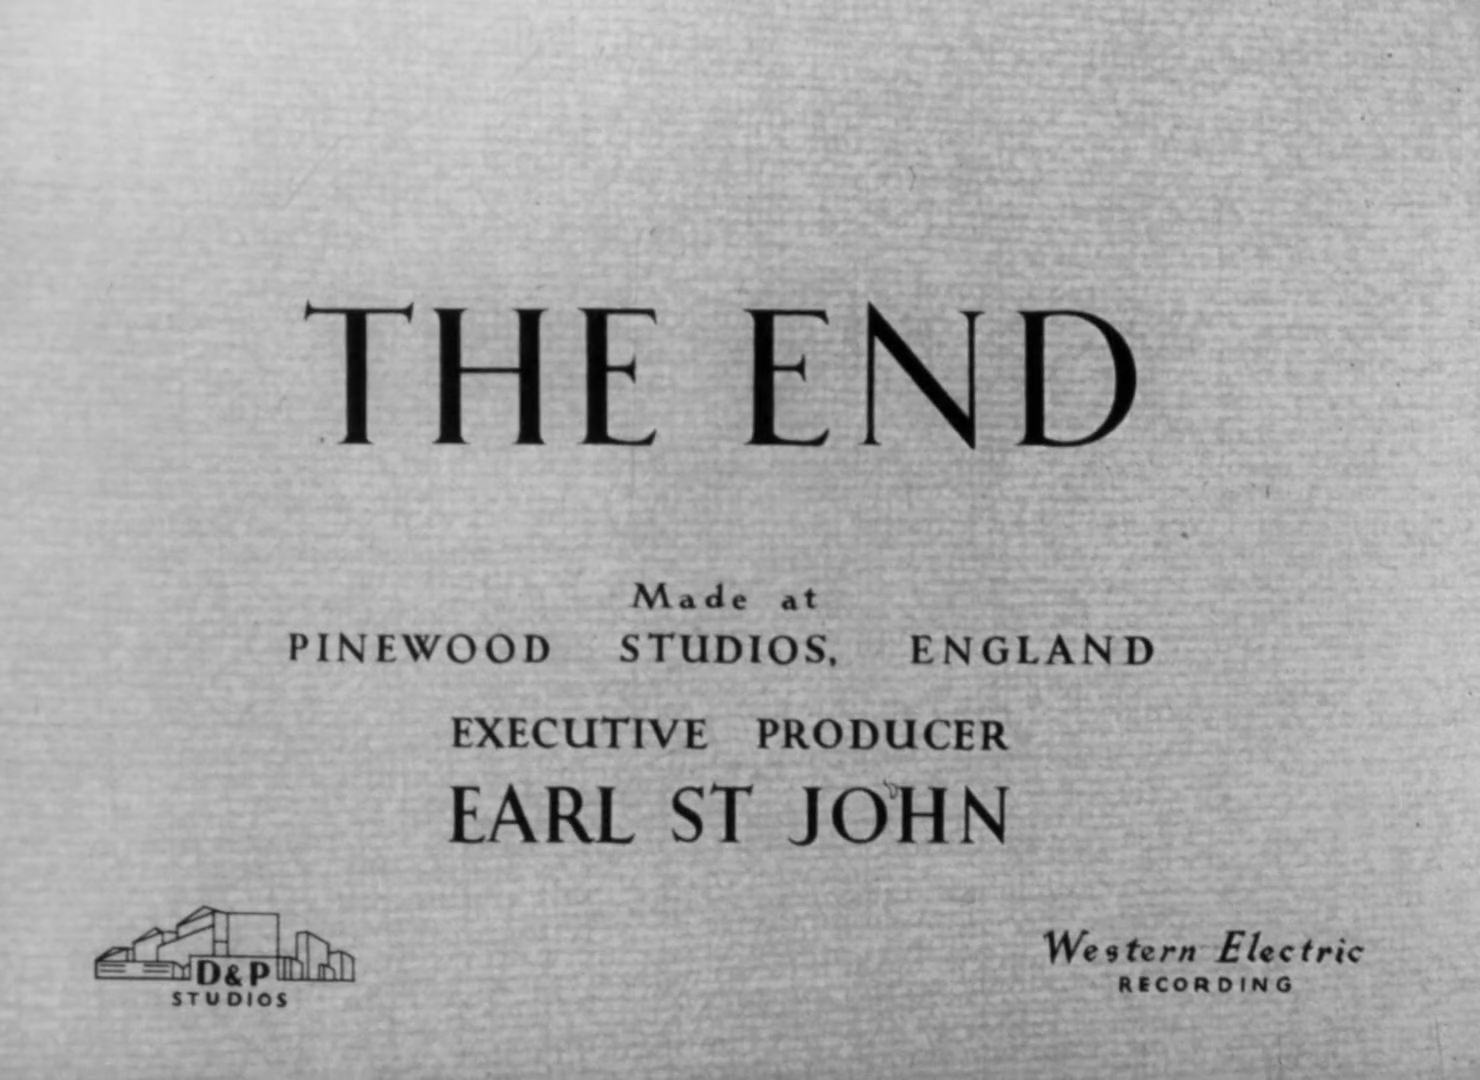 THE END
Made at
PINEWOOD STUDIOS, ENGLAND
EXECUTIVE PRODUCER
EARL ST JOHN
D&P
STUDIOS
Western Electric
RECORDING